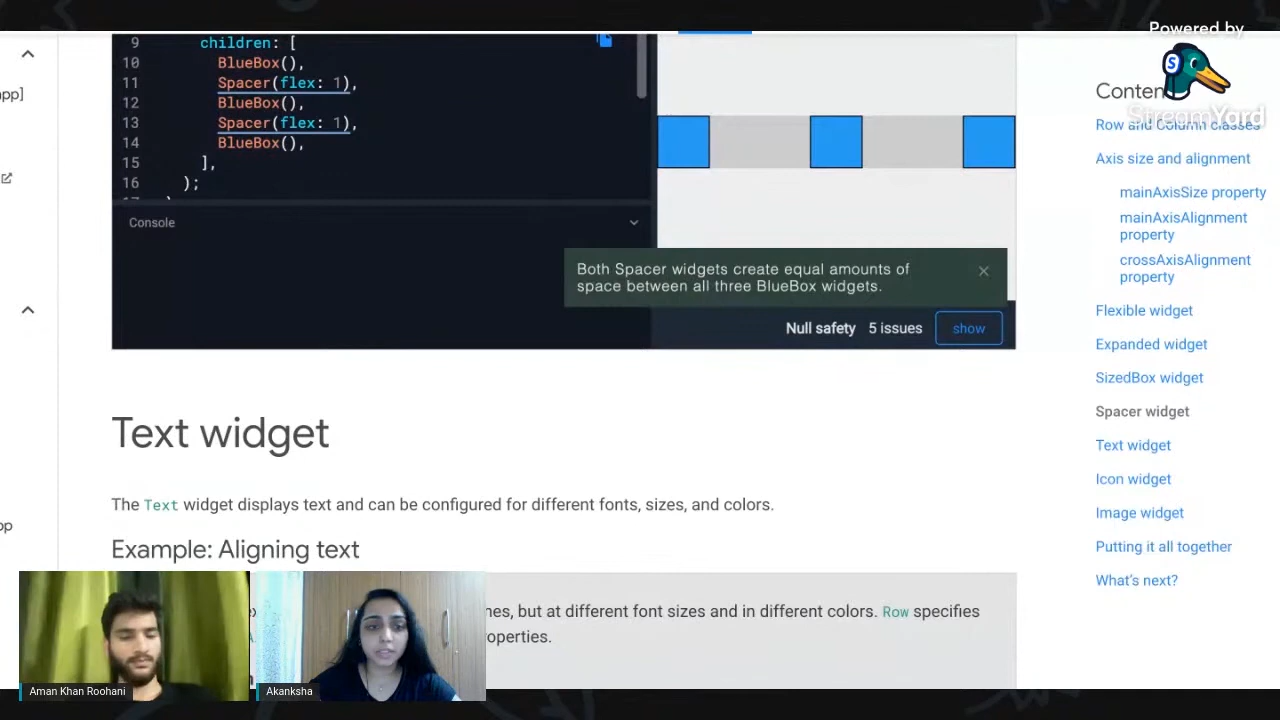 Powered by
StreamYard
app]
9 children: [
10 BlueBox(),
11 Spacer(flex: 1),
12 BlueBox(),
13 Spacer(flex: 1),
14 BlueBox(),
15 ],
16 );
Console
Both Spacer widgets create equal amounts of
space between all three BlueBox widgets.
Null safety 5 issues show
Text widget
The Text widget displays text and can be configured for different fonts, sizes, and colors.
Example: Aligning text
nes, but at different font sizes and in different colors. Row specifies
operties.
Row and Column classes
Axis size and alignment
mainAxisSize property
mainAxisAlignment
property
crossAxisAlignment
property
Flexible widget
Expanded widget
SizedBox widget
Spacer widget
Text widget
Icon widget
Image widget
Putting it all together
What's next?
Aman Khan Roohani
Akanksha